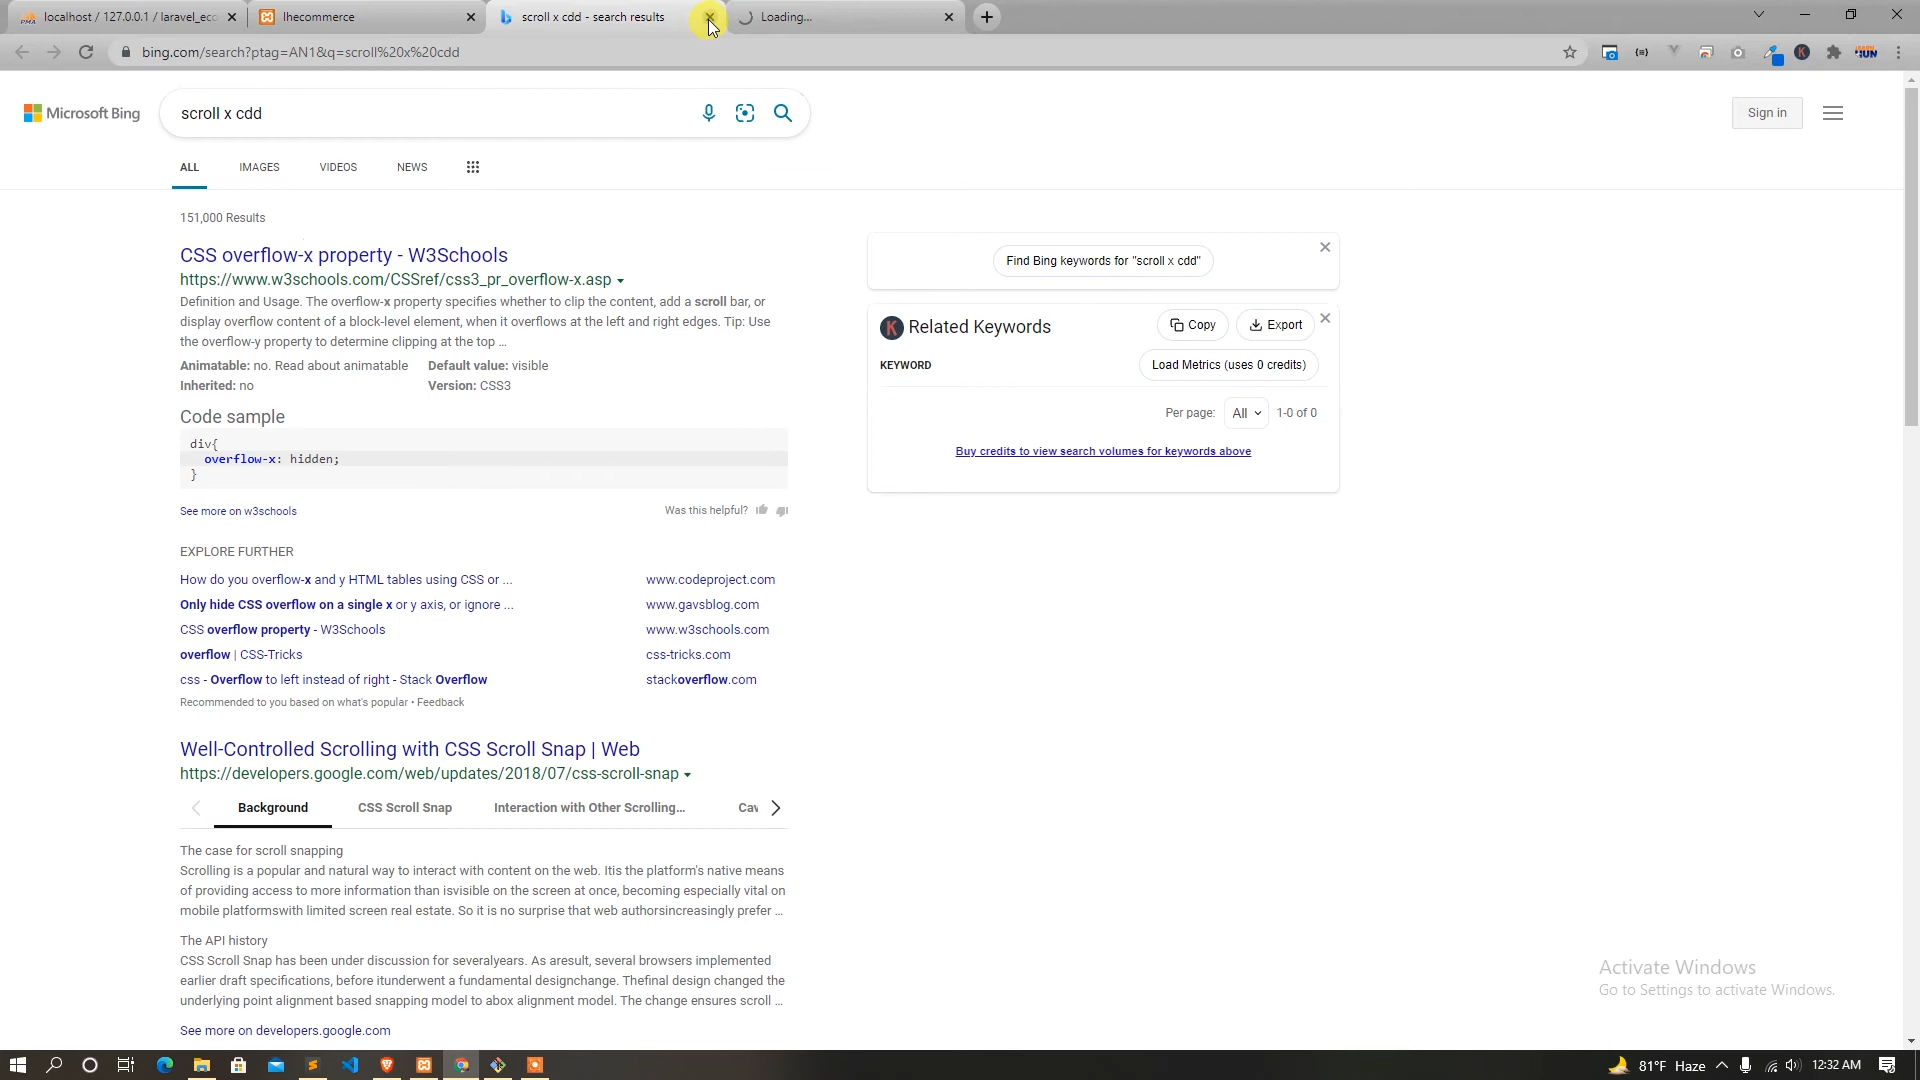 localhost / 127.0.0.1 / laravel_ecc
lhecommerce
scroll x cdd - search results
Loading...
bing.com/search?ptag=AN1&q=scroll%20x%20cdd
Microsoft Bing
scroll x cdd
Sign in
ALL IMAGES VIDEOS NEWS
151,000 Results
CSS overflow-x property - W3Schools
https://www.w3schools.com/CSSref/css3_pr_overflow-x.asp
Definition and Usage. The overflow-x property specifies whether to clip the content, add a scroll bar, or
display overflow content of a block-level element, when it overflows at the left and right edges. Tip: Use
the overflow-y property to determine clipping at the top ...
Animatable: no. Read about animatable Default value: visible
Inherited: no Version: CSS3
Code sample
div{
overflow-x: hidden;
}
See more on w3schools
Was this helpful?
EXPLORE FURTHER
How do you overflow-x and y HTML tables using CSS or ... www.codeproject.com
Only hide CSS overflow on a single x or y axis, or ignore ... www.gavsblog.com
CSS overflow property - W3Schools www.w3schools.com
overflow | CSS-Tricks css-tricks.com
css - Overflow to left instead of right - Stack Overflow stackoverflow.com
Recommended to you based on what's popular • Feedback
Well-Controlled Scrolling with CSS Scroll Snap | Web
https://developers.google.com/web/updates/2018/07/css-scroll-snap
Background CSS Scroll Snap Interaction with Other Scrolling... Cav
The case for scroll snapping
Scrolling is a popular and natural way to interact with content on the web. Itis the platform's native means
of providing access to more information than isvisible on the screen at once, becoming especially vital on
mobile platformswith limited screen real estate. So it is no surprise that web authorsincreasingly prefer ...
The API history
CSS Scroll Snap has been under discussion for severalyears. As aresult, several browsers implemented
earlier draft specifications, before itunderwent a fundamental designchange. Thefinal design changed the
underlying point alignment based snapping model to abox alignment model. The change ensures scroll ...
See more on developers.google.com
Find Bing keywords for "scroll x cdd"
K Related Keywords
Copy
Export
KEYWORD
Load Metrics (uses 0 credits)
Per page: All 1-0 of 0
Buy credits to view search volumes for keywords above
Activate Windows
Go to Settings to activate Windows.
81°F Haze
12:32 AM